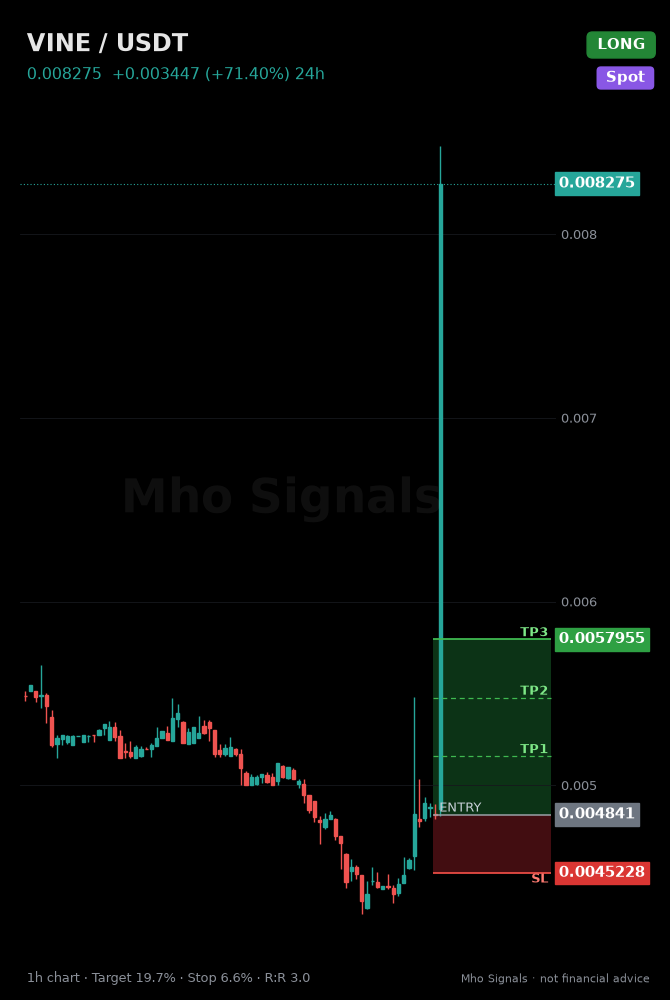 VINE / USDT
LONG
0.008275 +0.003447 (+71.40%) 24h
Spot
0.008275
0.008
0.007
Mho Signals
0.006
TP3
0.0057955
TP2
TP1
0.005
ENTRY
0.004841
0.0045228
SL
1h chart · Target 19.7% · Stop 6.6% · R:R 3.0
Mho Signals · not financial advice